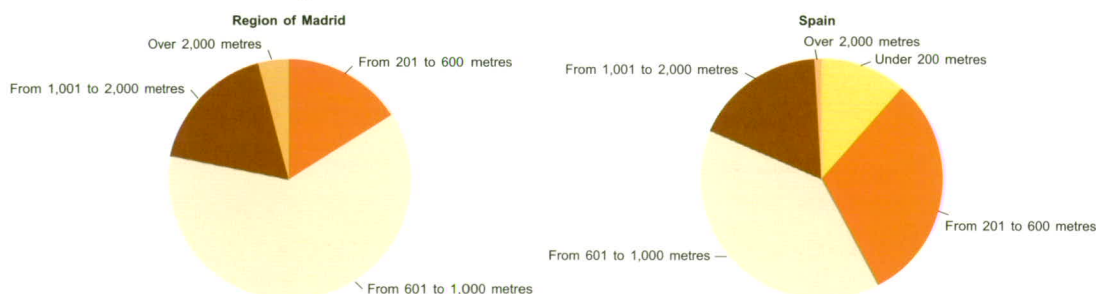 Region of Madrid
Over 2,000 metres
From 201 to 600 metres
From 1,001 to 2,000 metres
From 601 to 1,000 metres
Spain
Over 2,000 metres
Under 200 metres
From 1,001 to 2,000 metres
From 201 to 600 metres
From 601 to 1,000 metres